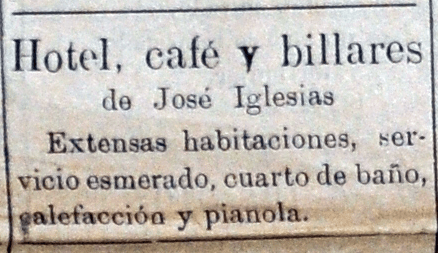 Hotel, café y billares
de José Iglesias
Extensas habitaciones, ser-
vicio esmerado, cuarto de baño,
calefacción y pianola.